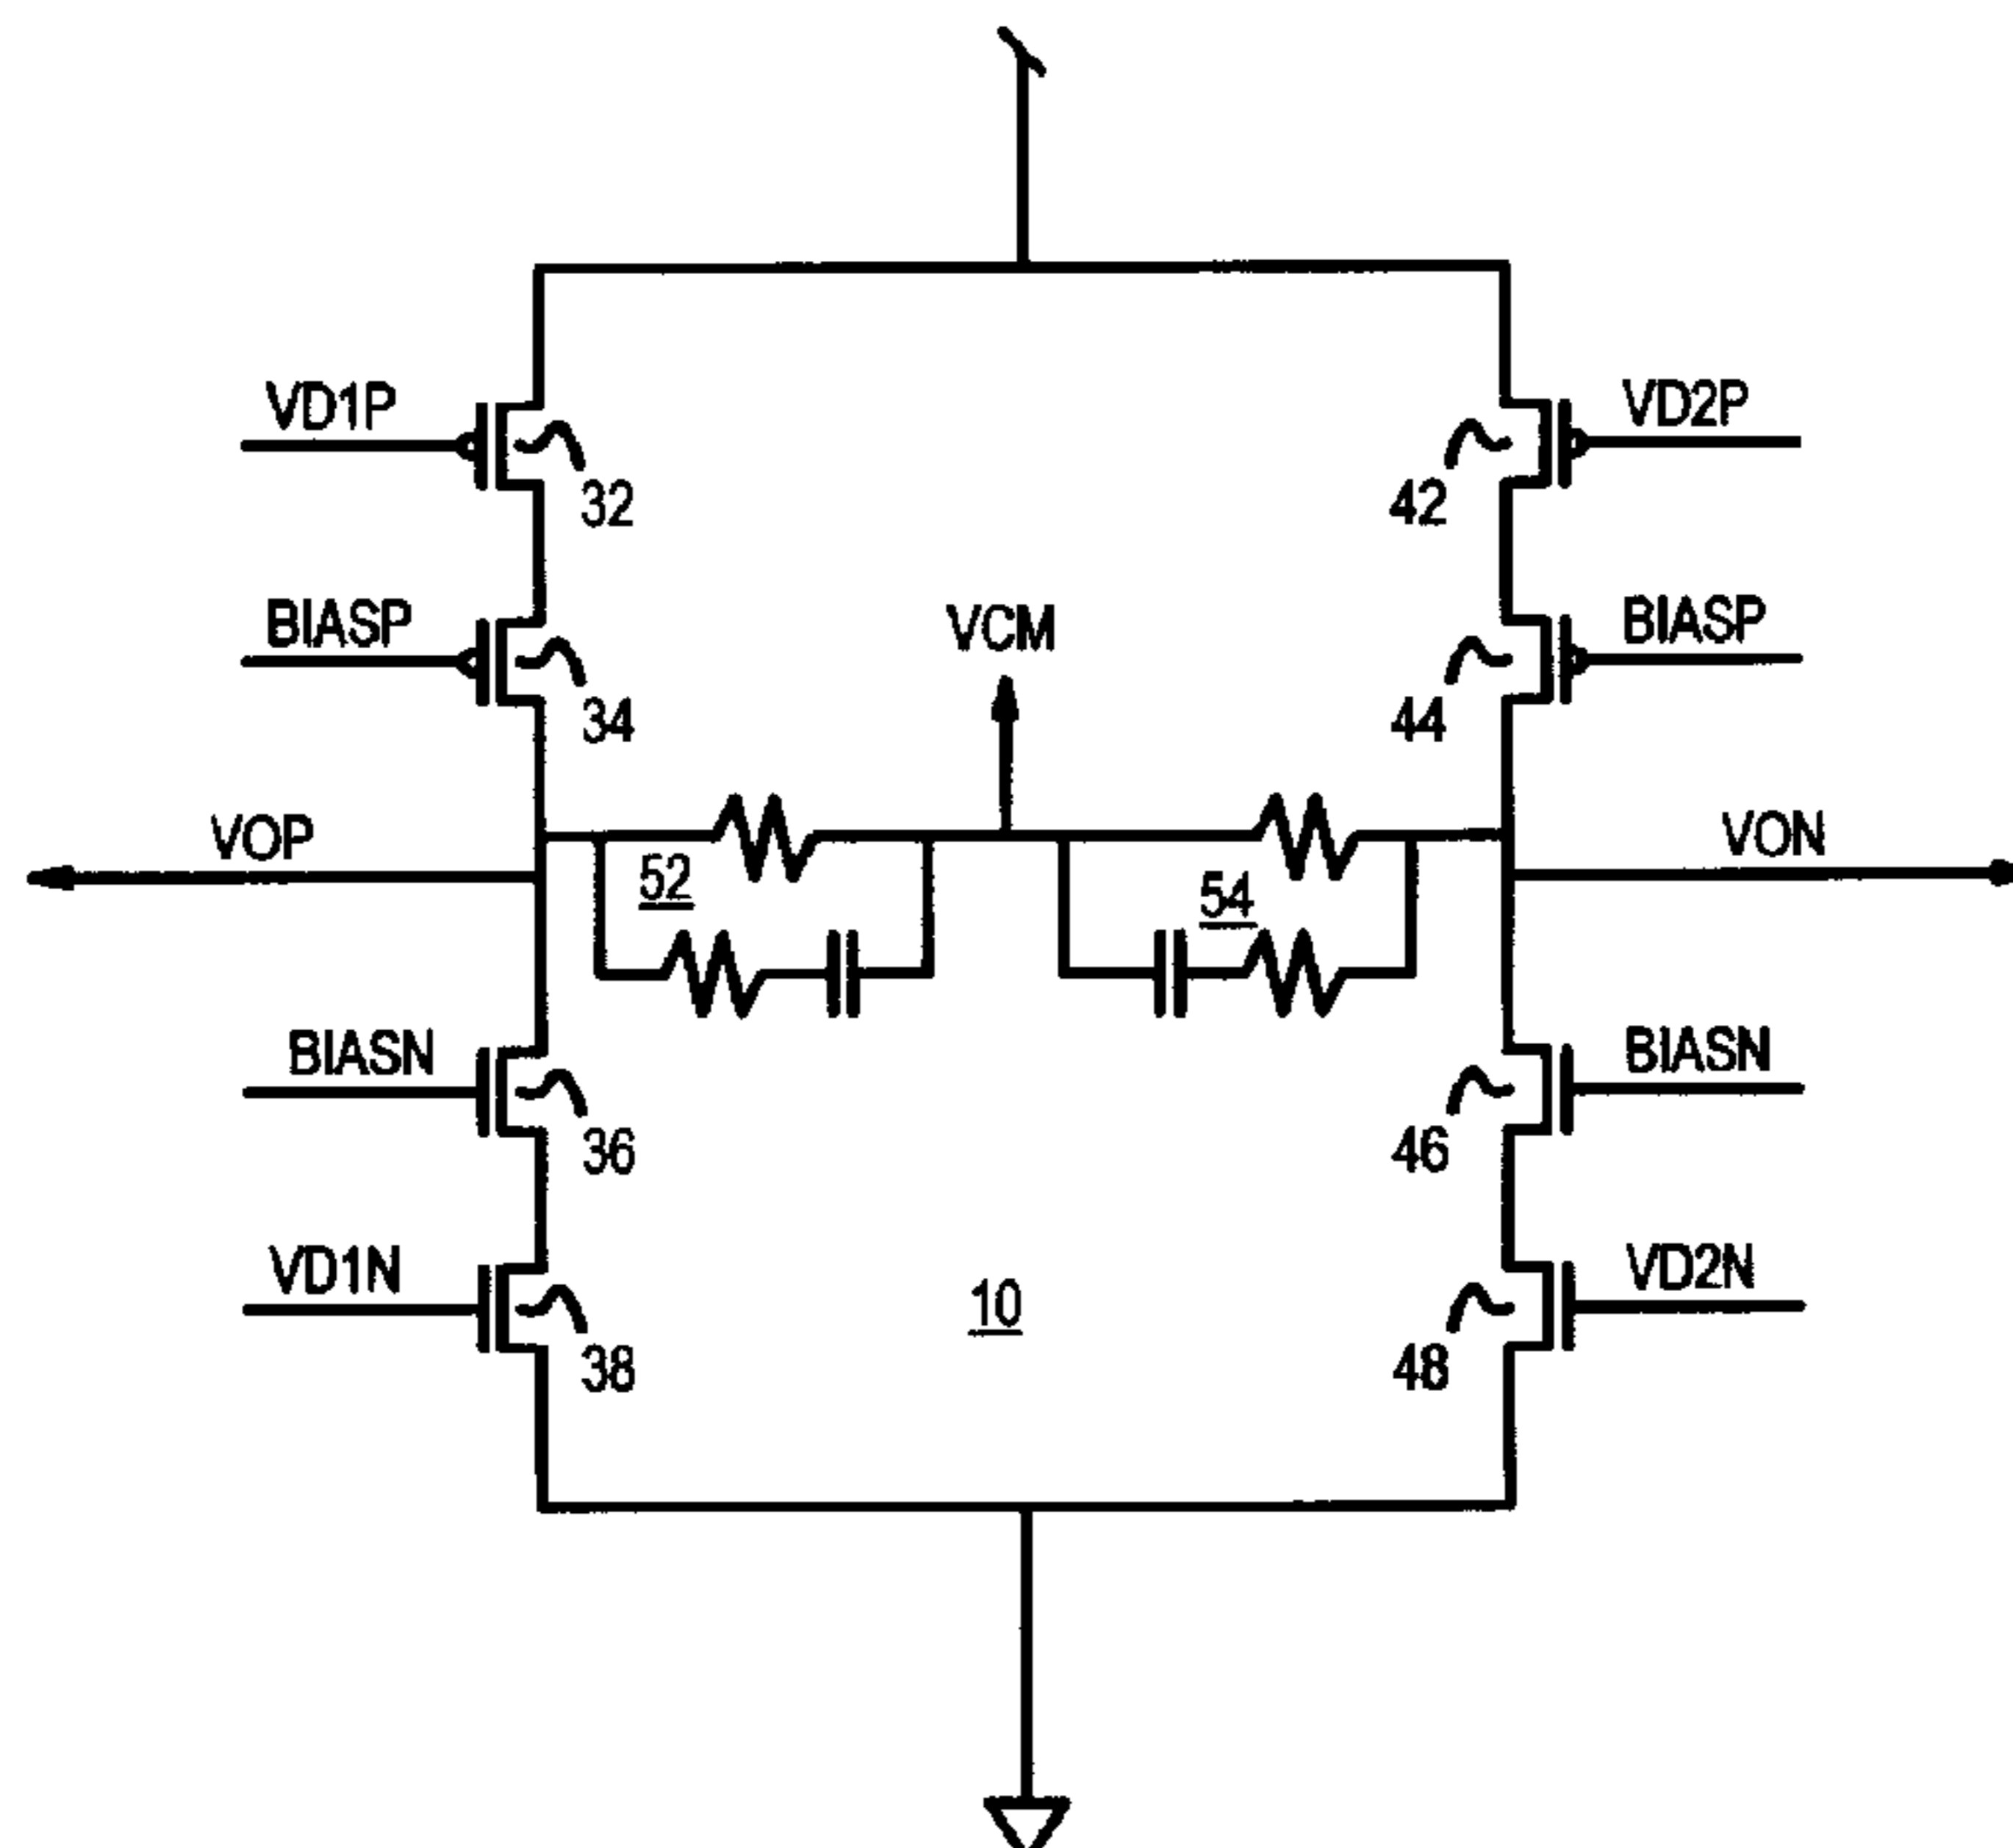 VD1P
VD2P
32
42
BIASP
VCM
BIASP
34
44
VOP
VON
52
54
BIASN
BIASN
36
46
VD1N
VD2N
10
38
48